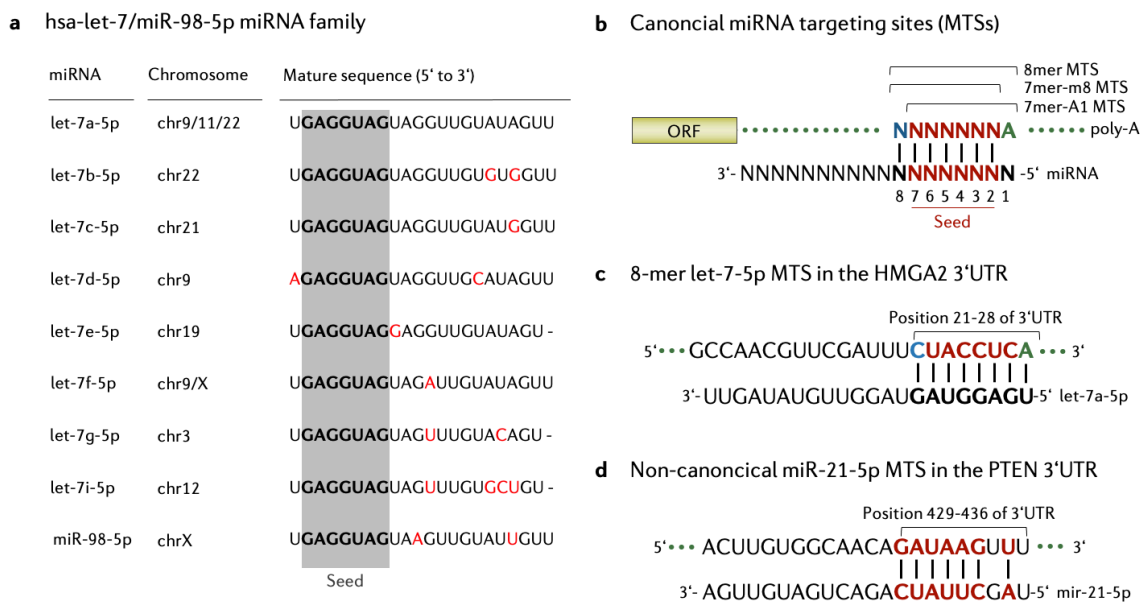 a hsa-let-7/miR-98-5p miRNA family
miRNA Chromosome Mature sequence (5' to 3')
let-7a-5p chr9/11/22 UGAGGUAGUAGGUUGUAUAGUU
let-7b-5p chr22 UGAGGUAGUAGGUUGUGUGGUU
let-7c-5p chr21 UGAGGUAGUAGGUUGUAUGGUU
let-7d-5p chr9 AGAGGUAGUAGGUUGCAUAGUU
let-7e-5p chr19 UGAGGUAGGAGGUUGUAUAGU -
let-7f-5p chr9/X UGAGGUAGUAGAUUGUAUAGUU
let-7g-5p chr3 UGAGGUAGUAGUUUGUACAGU -
let-7i-5p chr12 UGAGGUAGUAGUUUGUGCUGU -
miR-98-5p chrX UGAGGUAGUAAGUUGUAUUGUU
Seed
b Canoncial miRNA targeting sites (MTSs)
8mer MTS
7mer-m8 MTS
7mer-A1 MTS
ORF NNNNNNNA poly-A
3'- NNNNNNNNNNNNNNNNNN -5' miRNA
8 7 6 5 4 3 2 1
Seed
c 8-mer let-7-5p MTS in the HMGA2 3'UTR
Position 21-28 of 3'UTR
5' GCCAACGUUCGAUUUCUACCUCA 3'
3'- UUGAUAUGUUGGAUGAUGGAGU-5' let-7a-5p
d Non-cancncical miR-21-5p MTS in the PTEN 3'UTR
Position 429-436 of 3'UTR
5' ACUUGUGGCAACAGAUAAGUUU 3'
3'- AGUUGUAGUCAGACUAUUCGAU-5' mir-21-5p